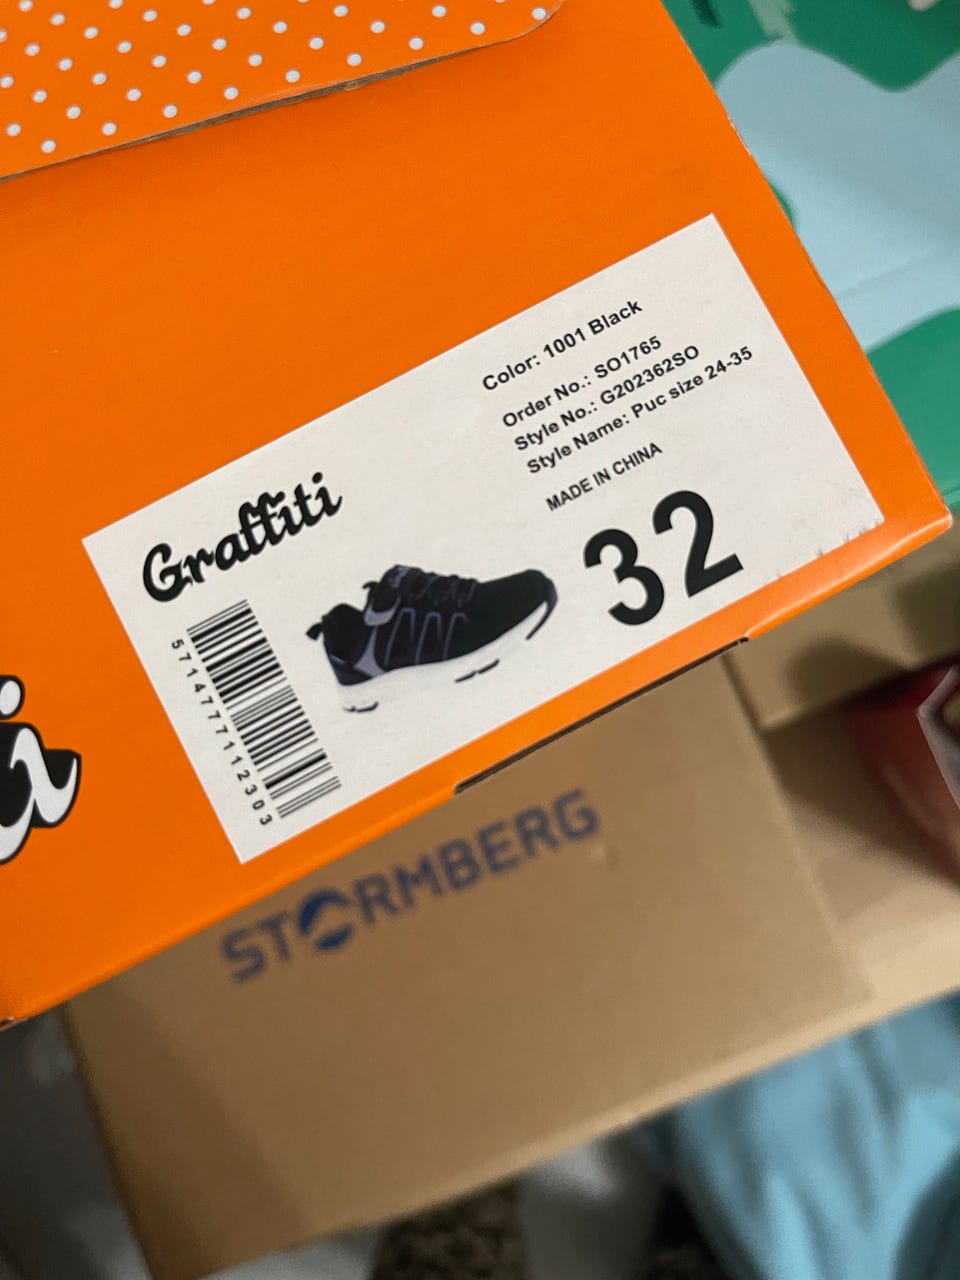 Color: 1001 Black
Order No.: SO1765
Style No.: G202362SO
Style Name: Puc size 24-35
MADE IN CHINA
Graffiti
32
5714777112303
i
STORMBERG